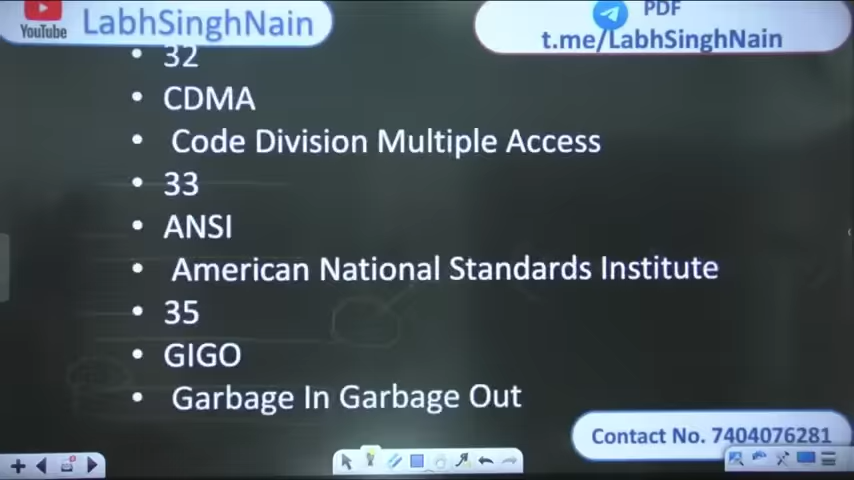 YouTube
LabhSinghNain
PDF
t.me/LabhSinghNain
• 32
• CDMA
• Code Division Multiple Access
• 33
• ANSI
• American National Standards Institute
• 35
• GIGO
• Garbage In Garbage Out
Contact No. 7404076281